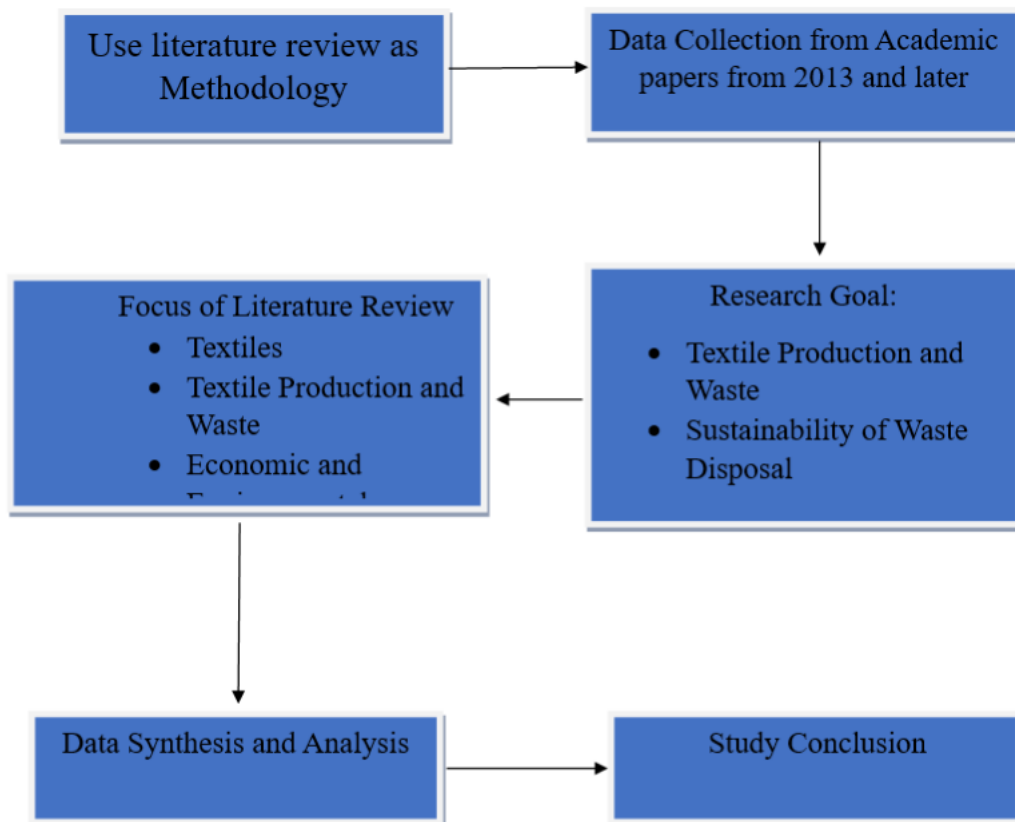 Use literature review as
Methodology
Data Collection from Academic
papers from 2013 and later
Research Goal:
• Textile Production and
Waste
• Sustainability of Waste
Disposal
Focus of Literature Review
• Textiles
• Textile Production and
Waste
• Economic and
Data Synthesis and Analysis
Study Conclusion